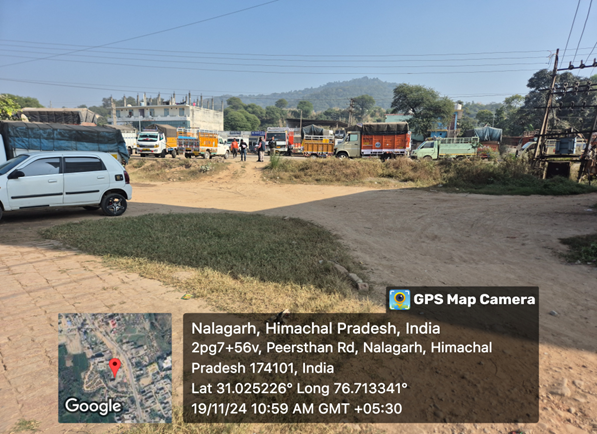 GPS Map Camera
Nalagarh, Himachal Pradesh, India
2pg7+56v, Peersthan Rd, Nalagarh, Himachal
Pradesh 174101, India
Lat 31.025226° Long 76.713341°
19/11/24 10:59 AM GMT +05:30
Google